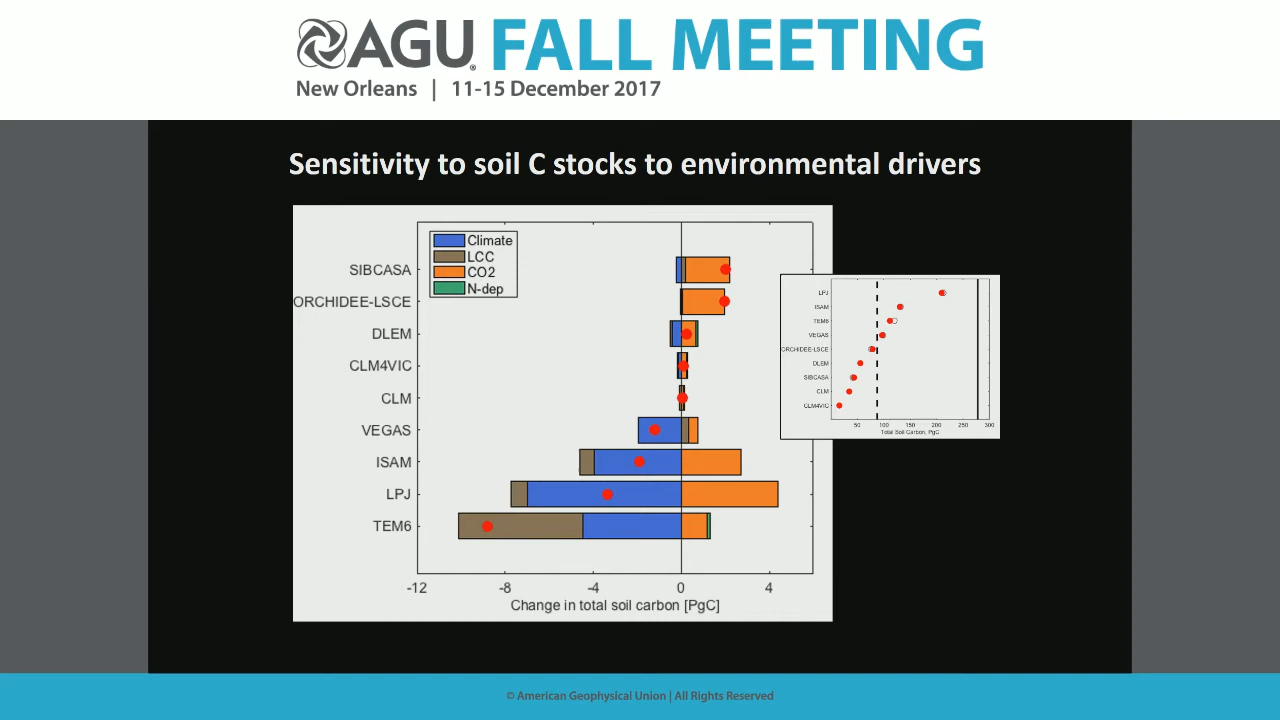 AGU FALL MEETING
New Orleans | 11-15 December 2017
Sensitivity to soil C stocks to environmental drivers
Climate
LCC
CO2
N-dep
SIBCASA
ORCHIDEE-LSCE
DLEM
CLM4VIC
CLM
VEGAS
ISAM
LPJ
TEM6
-12 -8 -4 0 4
Change in total soil carbon [PgC]
LPJ
ISAM
TEM6
VEGAS
ORCHIDEE-LSCE
DLEM
SIBCASA
CLM
CLM4VIC
50 100 150 200 250 300
Total Soil Carbon, PgC
© American Geophysical Union | All Rights Reserved